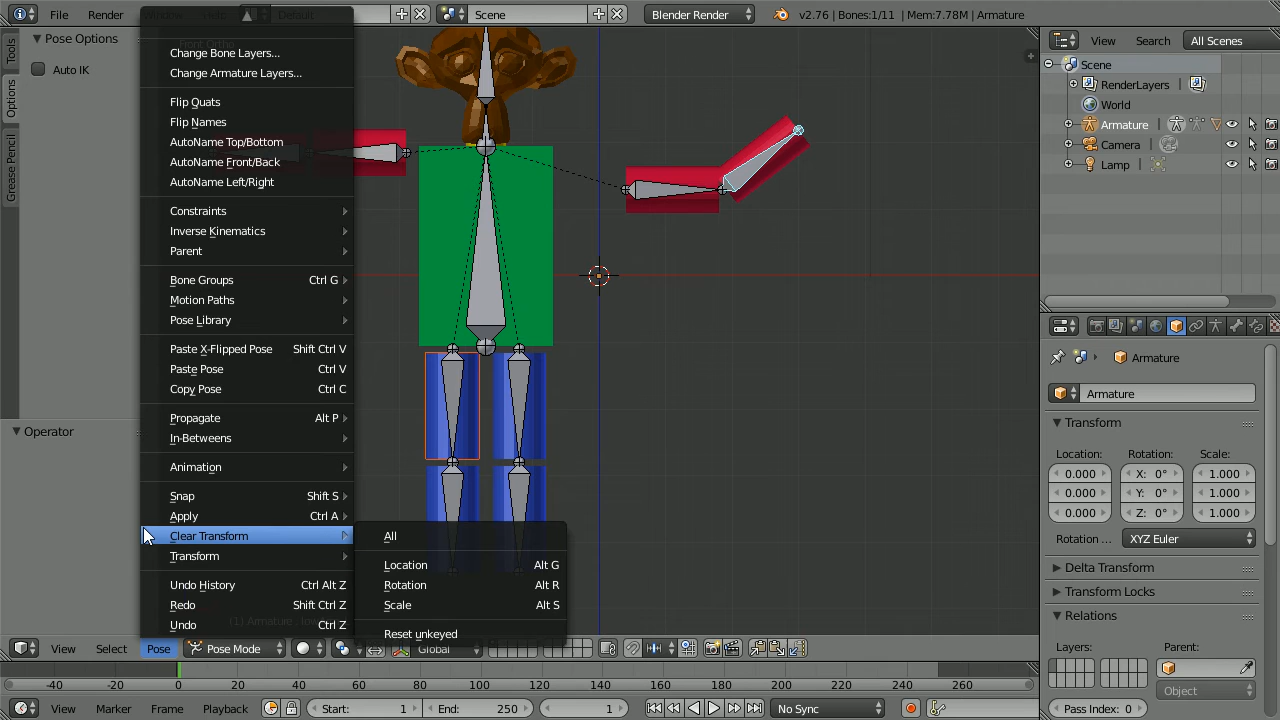 File
Render
Scene
Blender Render
v2.76 | Bones:1/11 | Mem:7.78M | Armature
Pose Options
Auto IK
Tools
Options
Grease Pencil
Operator
Change Bone Layers...
Change Armature Layers...
Flip Quats
Flip Names
AutoName Top/Bottom
AutoName Front/Back
AutoName Left/Right
Constraints
Inverse Kinematics
Parent
Bone Groups Ctrl G
Motion Paths
Pose Library
Paste X-Flipped Pose Shift Ctrl V
Paste Pose Ctrl V
Copy Pose Ctrl C
Propagate Alt P
In-Betweens
Animation
Snap Shift S
Apply Ctrl A
Clear Transform
Transform
Undo History Ctrl Alt Z
Redo Shift Ctrl Z
Undo Ctrl Z
All
Location Alt G
Rotation Alt R
Scale Alt S
Reset unkeyed
View Search All Scenes
Scene
RenderLayers
World
Armature
Camera
Lamp
Armature
Armature
Transform
Location: Rotation: Scale:
0.000 X: 0° 1.000
0.000 Y: 0° 1.000
0.000 Z: 0° 1.000
Rotation ... XYZ Euler
Delta Transform
Transform Locks
Relations
Layers: Parent:
Object
Pass Index: 0
View Select Pose Pose Mode Global
-40 -20 0 20 40 60 80 100 120 140 160 180 200 220 240 260
View Marker Frame Playback Start: 1 End: 250 1 No Sync